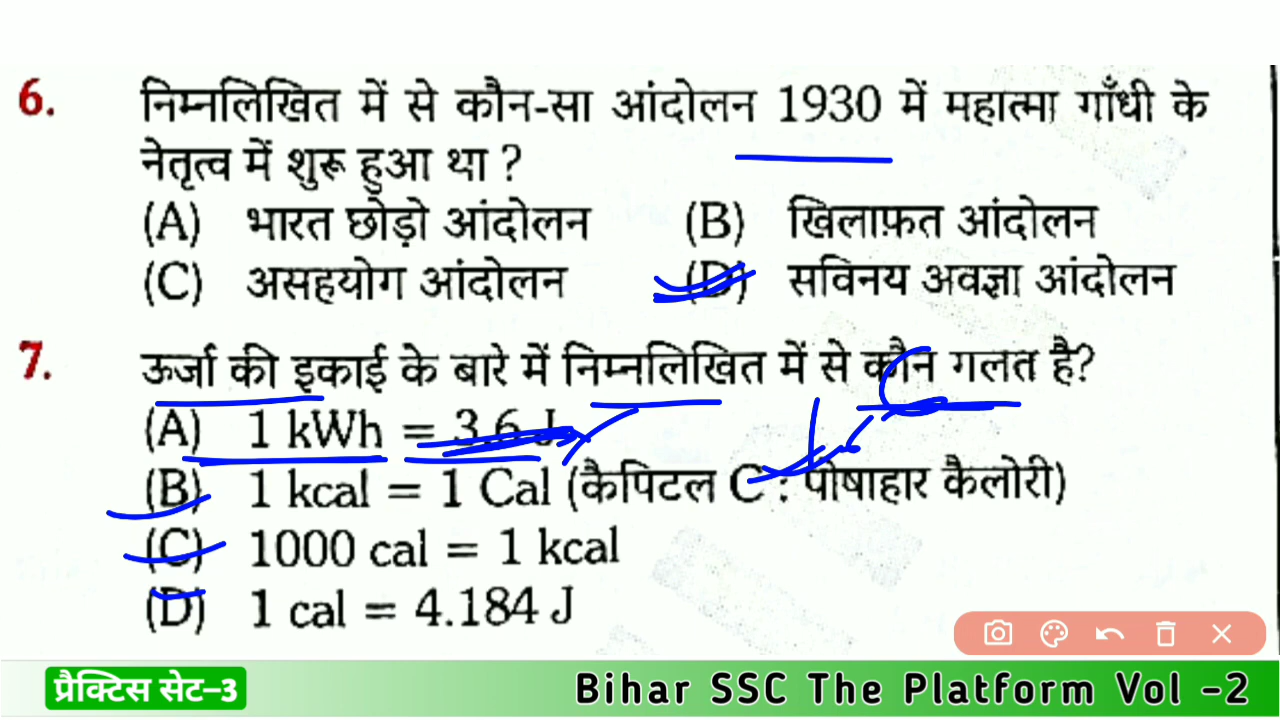 6. निम्नलिखित में से कौन-सा आंदोलन 1930 में महात्मा गाँधी के
नेतृत्व में शुरू हुआ था ?
(A) भारत छोड़ो आंदोलन (B) खिलाफ़त आंदोलन
(C) असहयोग आंदोलन (D) सविनय अवज्ञा आंदोलन
7. ऊर्जा की इकाई के बारे में निम्नलिखित में से कौन गलत है?
(A) 1 kWh = 3.6 J
(B) 1 kcal = 1 Cal (कैपिटल C : पोषाहार कैलोरी)
(C) 1000 cal = 1 kcal
(D) 1 cal = 4.184 J
प्रैक्टिस सेट–3 Bihar SSC The Platform Vol –2